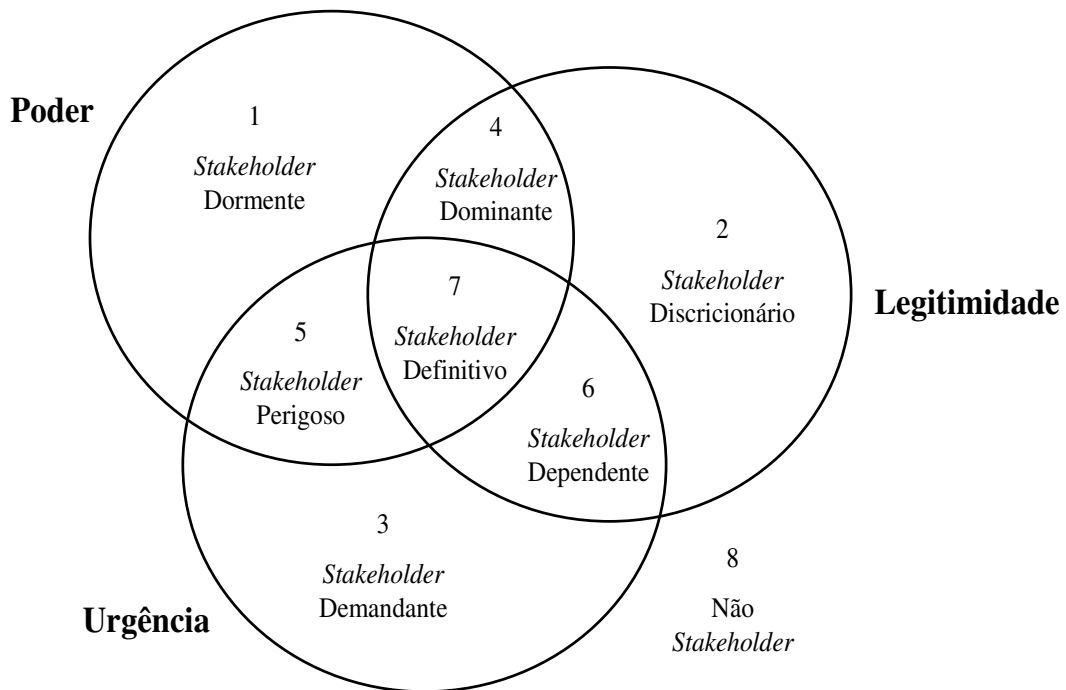 Poder
1
Stakeholder
Dormente
4
Stakeholder
Dominante
2
Stakeholder
Discricionário
Legitimidade
7
Stakeholder
Definitivo
5
Stakeholder
Perigoso
6
Stakeholder
Dependente
3
Stakeholder
Demandante
Urgência
8
Não
Stakeholder